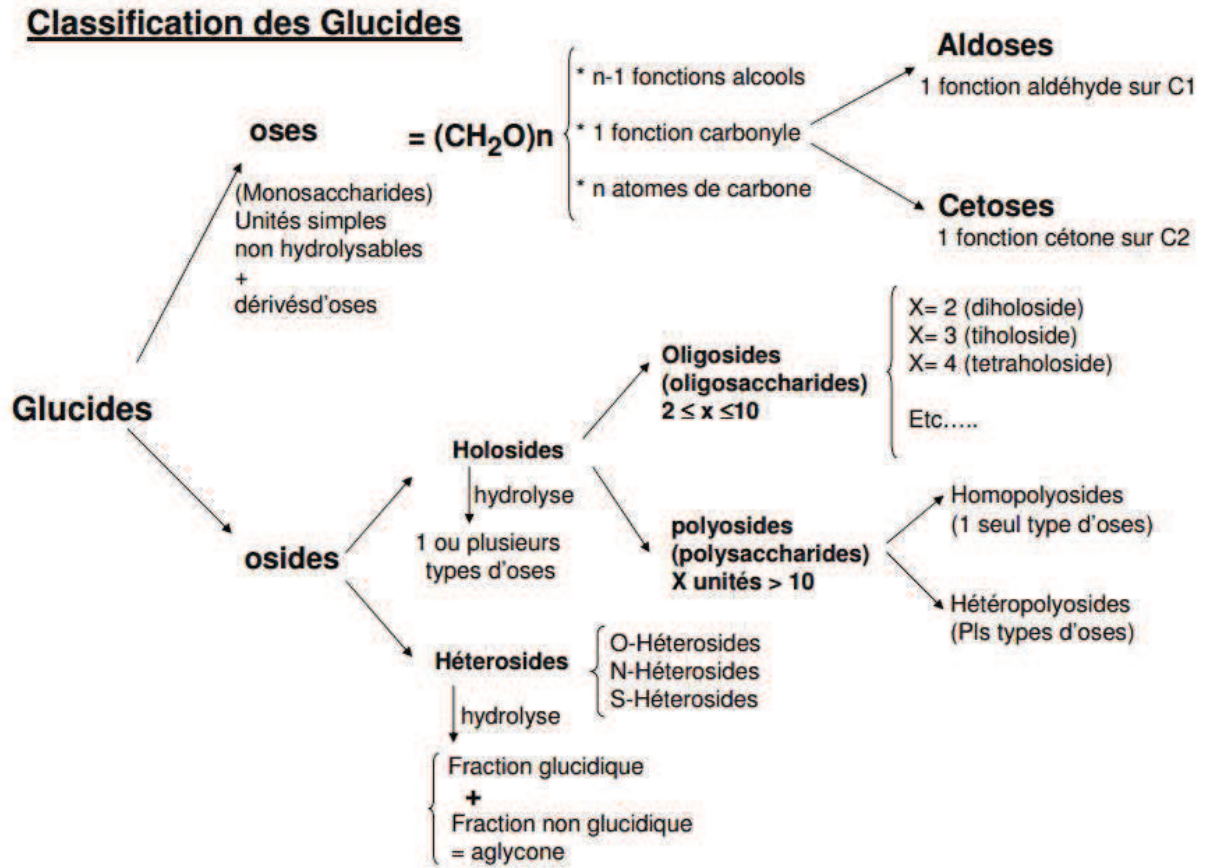 Classification des Glucides
oses
(Monosaccharides)
Unités simples
non hydrolysables
+
dérivésd'oses
= (CH₂O)n
* n-1 fonctions alcools
* 1 fonction carbonyle
* n atomes de carbone
Aldoses
1 fonction aldéhyde sur C1
Cetoses
1 fonction cétone sur C2
Glucides
osides
Holosides
hydrolyse
1 ou plusieurs
types d'oses
Oligosides
(oligosaccharides)
2 ≤ x ≤10
X= 2 (diholoside)
X= 3 (tiholoside)
X= 4 (tetraholoside)
Etc.....
polyosides
(polysaccharides)
X unités > 10
Homopolyosides
(1 seul type d'oses)
Hétéropolyosides
(Pls types d'oses)
Héterosides
O-Héterosides
N-Héterosides
S-Héterosides
hydrolyse
Fraction glucidique
+
Fraction non glucidique
= aglycone